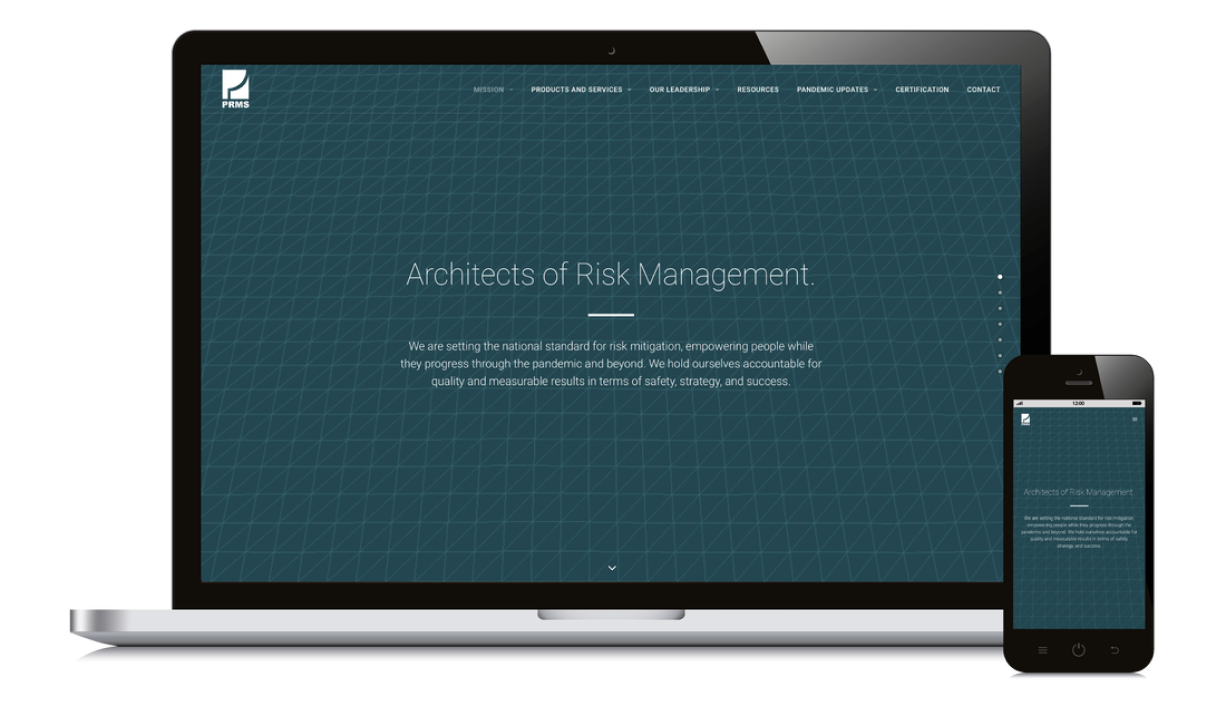 PRMS
MISSION PRODUCTS AND SERVICES OUR LEADERSHIP RESOURCES PANDEMIC UPDATES CERTIFICATION CONTACT
Architects of Risk Management.
We are setting the national standard for risk mitigation, empowering people while
they progress through the pandemic and beyond. We hold ourselves accountable for
quality and measurable results in terms of safety, strategy, and success.
12:00
PRMS
Architects of Risk Management.
We are setting the national standard for risk mitigation,
empowering people while they progress through the
pandemic and beyond. We hold ourselves accountable for
quality and measurable results in terms of safety,
strategy, and success.